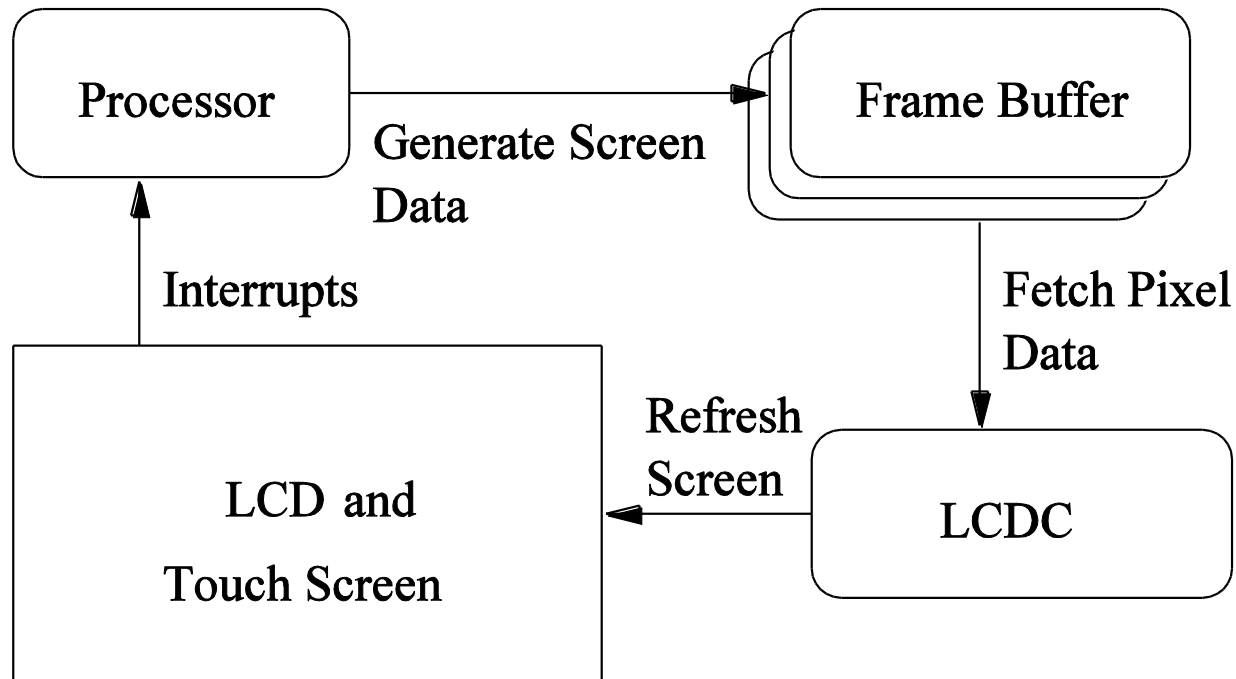 Processor
Frame Buffer
Generate Screen
Data
Interrupts
Fetch Pixel
Data
Refresh
Screen
LCD and
Touch Screen
LCDC